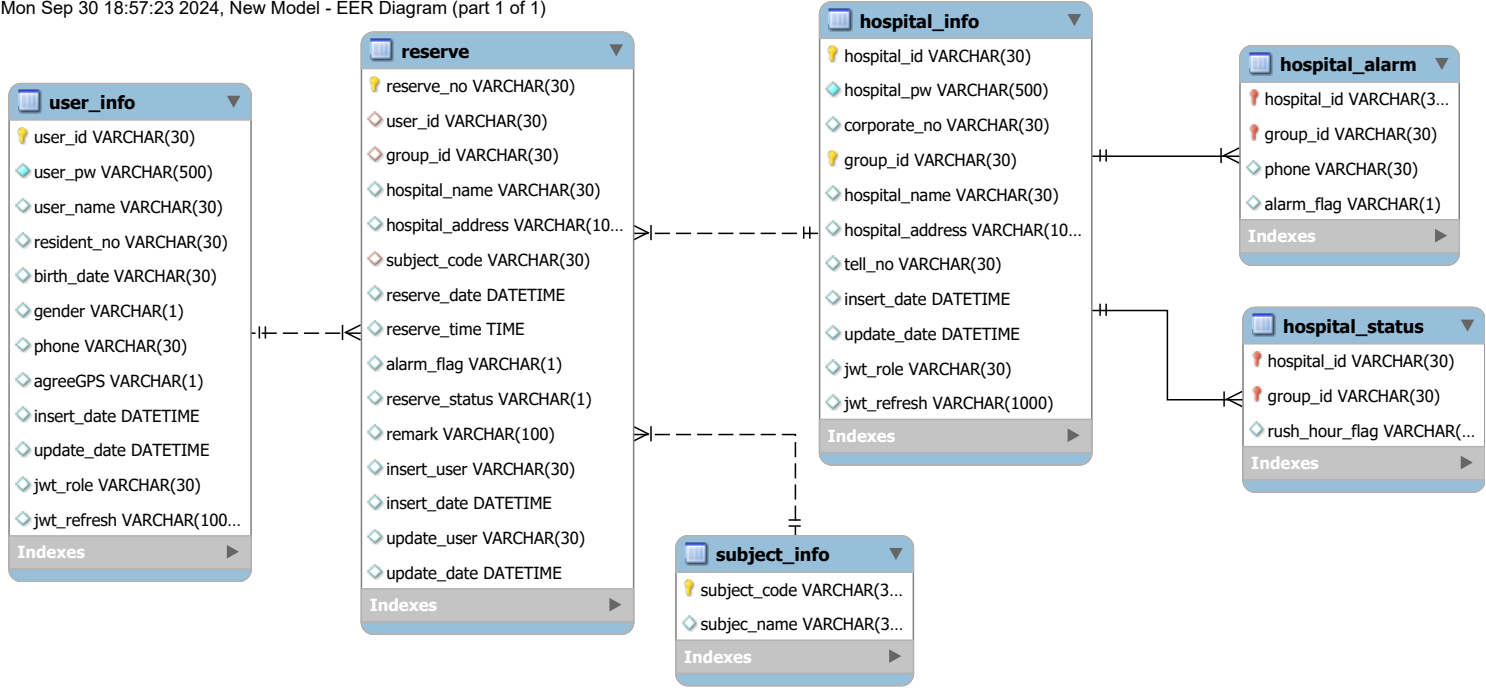 Mon Sep 30 18:57:23 2024, New Model - EER Diagram (part 1 of 1)
user_info
user_id VARCHAR(30)
user_pw VARCHAR(500)
user_name VARCHAR(30)
resident_no VARCHAR(30)
birth_date VARCHAR(30)
gender VARCHAR(1)
phone VARCHAR(30)
agreeGPS VARCHAR(1)
insert_date DATETIME
update_date DATETIME
jwt_role VARCHAR(30)
jwt_refresh VARCHAR(100...
Indexes
reserve
reserve_no VARCHAR(30)
user_id VARCHAR(30)
group_id VARCHAR(30)
hospital_name VARCHAR(30)
hospital_address VARCHAR(10...
subject_code VARCHAR(30)
reserve_date DATETIME
reserve_time TIME
alarm_flag VARCHAR(1)
reserve_status VARCHAR(1)
remark VARCHAR(100)
insert_user VARCHAR(30)
insert_date DATETIME
update_user VARCHAR(30)
update_date DATETIME
Indexes
hospital_info
hospital_id VARCHAR(30)
hospital_pw VARCHAR(500)
corporate_no VARCHAR(30)
group_id VARCHAR(30)
hospital_name VARCHAR(30)
hospital_address VARCHAR(10...
tell_no VARCHAR(30)
insert_date DATETIME
update_date DATETIME
jwt_role VARCHAR(30)
jwt_refresh VARCHAR(1000)
Indexes
subject_info
subject_code VARCHAR(3...
subjec_name VARCHAR(3...
Indexes
hospital_alarm
hospital_id VARCHAR(3...
group_id VARCHAR(30)
phone VARCHAR(30)
alarm_flag VARCHAR(1)
Indexes
hospital_status
hospital_id VARCHAR(30)
group_id VARCHAR(30)
rush_hour_flag VARCHAR(...
Indexes